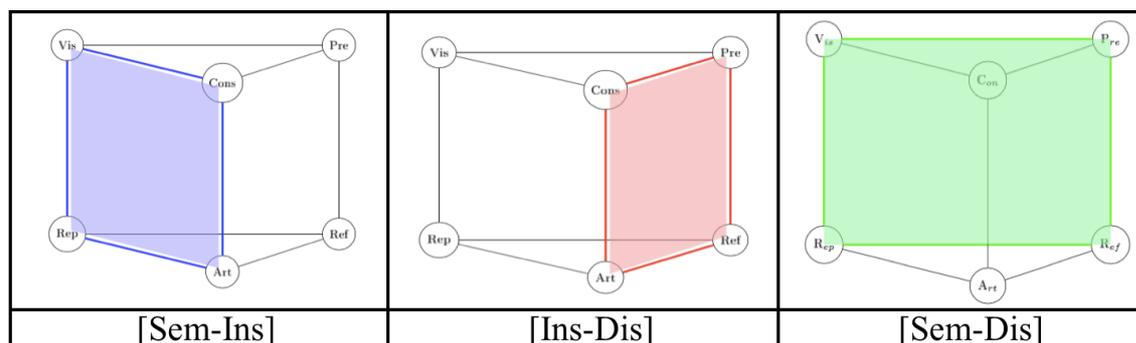 Vis Pre
Cons
Rep Ref
Art
[Sem-Ins]
Vis Pre
Cons
Rep Ref
Art
[Ins-Dis]
Vis Pre
Con
Rep Ref
Art
[Sem-Dis]